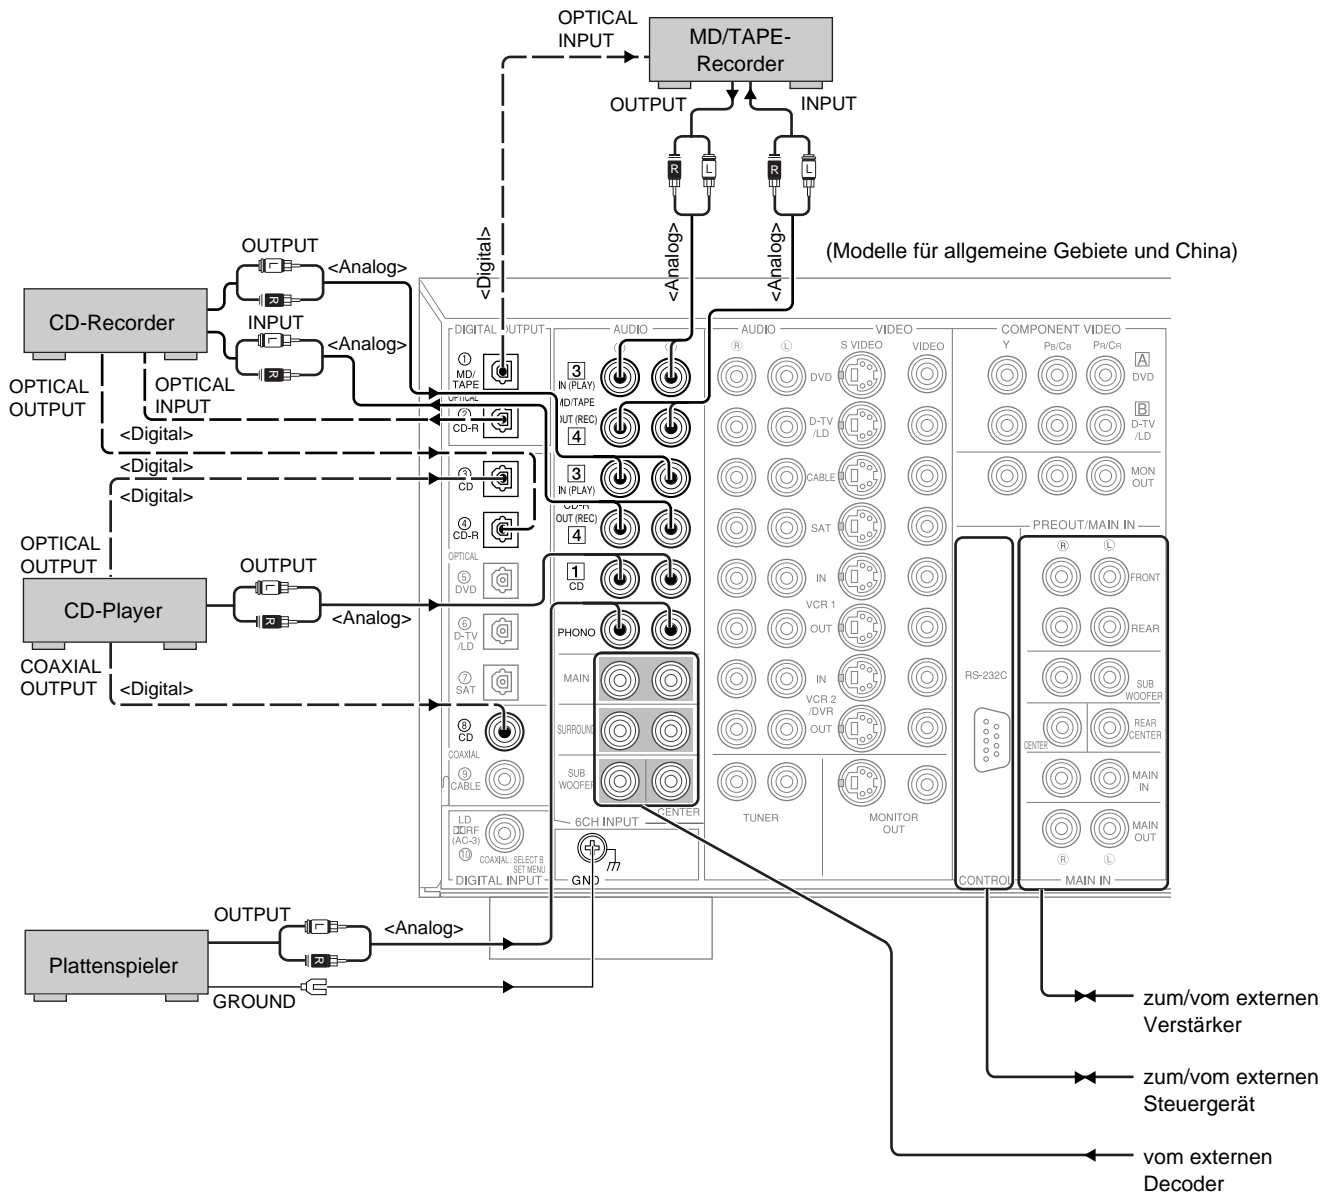 OPTICAL
INPUT
MD/TAPE-
Recorder
OUTPUT
INPUT
R
L
R
L
<Digital>
<Analog>
<Analog>
(Modelle für allgemeine Gebiete und China)
OUTPUT
<Analog>
L
R
CD-Recorder
INPUT
<Analog>
L
R
OPTICAL
OUTPUT
OPTICAL
INPUT
<Digital>
<Digital>
<Digital>
OPTICAL
OUTPUT
CD-Player
OUTPUT
L
R
<Analog>
COAXIAL
OUTPUT
<Digital>
DIGITAL OUTPUT
①
MD/
TAPE
OPTICAL
②
CD-R
③
CD
④
CD-R
OPTICAL
⑤
DVD
⑥
D-TV
/LD
⑦
SAT
⑧
CD
COAXIAL
⑨
CABLE
LD
RF
(AC-3)
⑩
COAXIAL: SELECT B
SET MENU
DIGITAL INPUT
AUDIO
3
IN (PLAY)
MD/TAPE
OUT (REC)
4
3
IN (PLAY)
CD-R
OUT (REC)
4
1
CD
PHONO
MAIN
SURROUND
SUB
WOOFER
CENTER
6CH INPUT
GND
AUDIO
R
L
VIDEO
S VIDEO
VIDEO
DVD
D-TV
/LD
CABLE
SAT
IN
VCR 1
OUT
IN
VCR 2
/DVR
OUT
TUNER
MONITOR
OUT
COMPONENT VIDEO
Y
PB/CB
PR/CR
A
DVD
B
D-TV
/LD
MON
OUT
PREOUT/MAIN IN
R
L
FRONT
REAR
SUB
WOOFER
CENTER
REAR
CENTER
MAIN
IN
MAIN
OUT
R
L
MAIN IN
RS-232C
CONTROL
Plattenspieler
OUTPUT
L
R
<Analog>
GROUND
zum/vom externen
Verstärker
zum/vom externen
Steuergerät
vom externen
Decoder